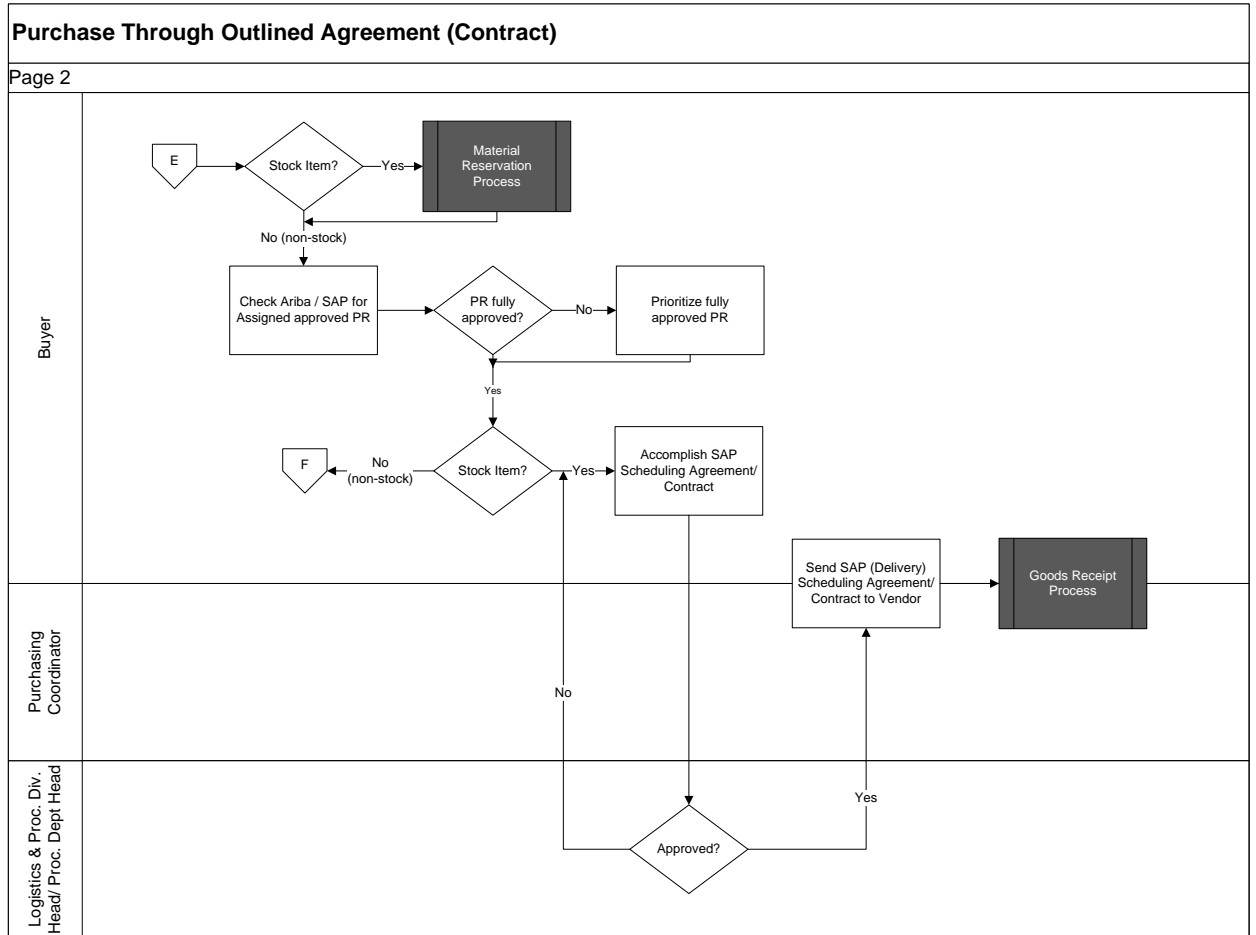 Purchase Through Outlined Agreement (Contract)
Page 2
Buyer
E
Stock Item?
Yes
Material
Reservation
Process
No (non-stock)
Check Ariba / SAP for
Assigned approved PR
PR fully
approved?
No
Prioritize fully
approved PR
Yes
F
No
(non-stock)
Stock Item?
Yes
Accomplish SAP
Scheduling Agreement/
Contract
Send SAP (Delivery)
Scheduling Agreement/
Contract to Vendor
Goods Receipt
Process
Purchasing
Coordinator
No
Logistics & Proc. Div.
Head/ Proc. Dept Head
Approved?
Yes